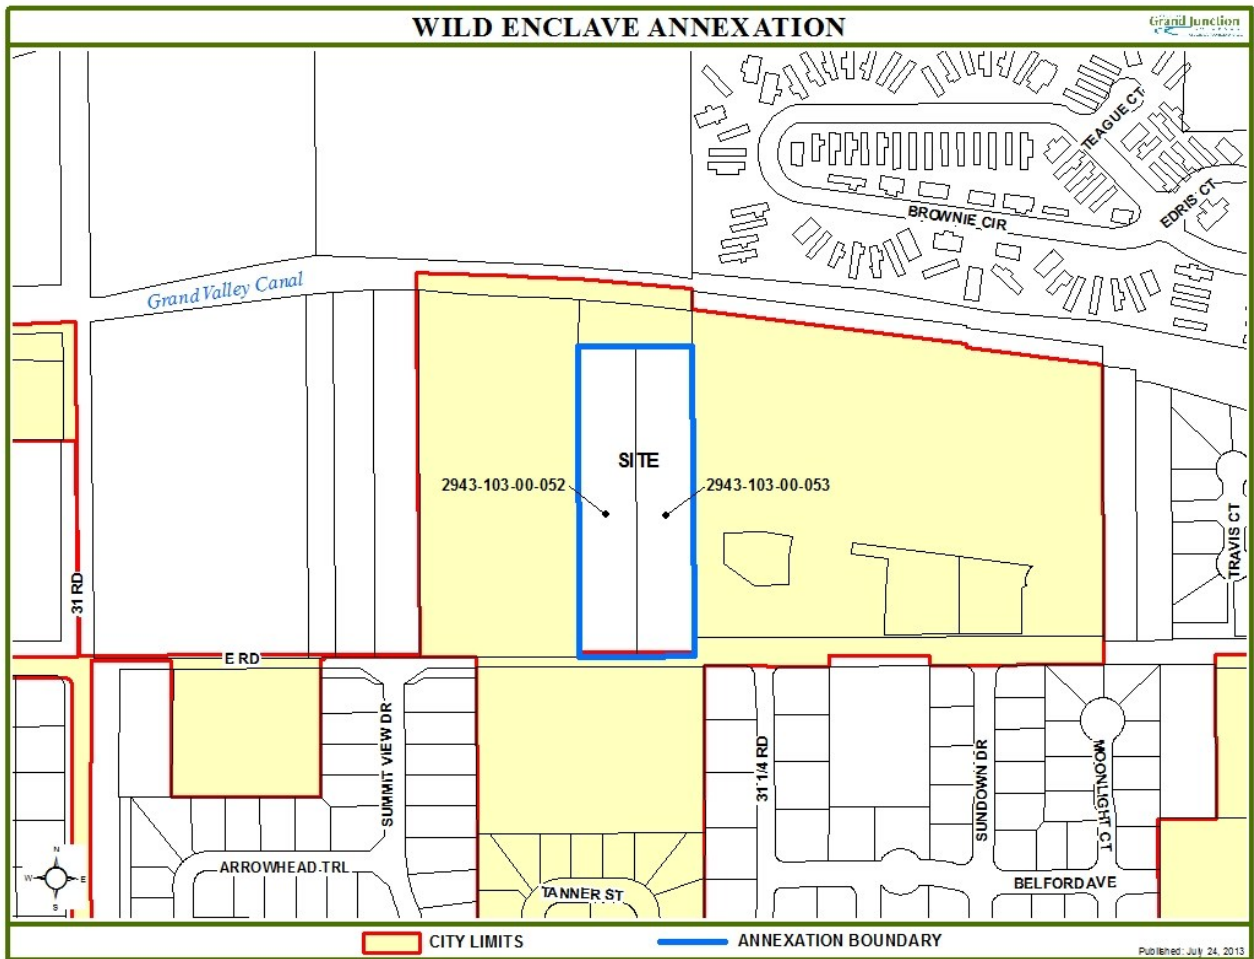 WILD ENCLAVE ANNEXATION
Grand Junction
TEAGUE CT
EDRIS CT
BROWNIE CIR
Grand Valley Canal
SITE
2943-103-00-052
2943-103-00-053
TRAVIS CT
31 RD
E RD
SUMMIT VIEW DR
31 1/4 RD
SUNDOWN DR
MOONLIGHT CT
ARROWHEAD TRL
TANNER ST
BELFORD AVE
N
W
E
S
CITY LIMITS
ANNEXATION BOUNDARY
Published: July 24, 2013